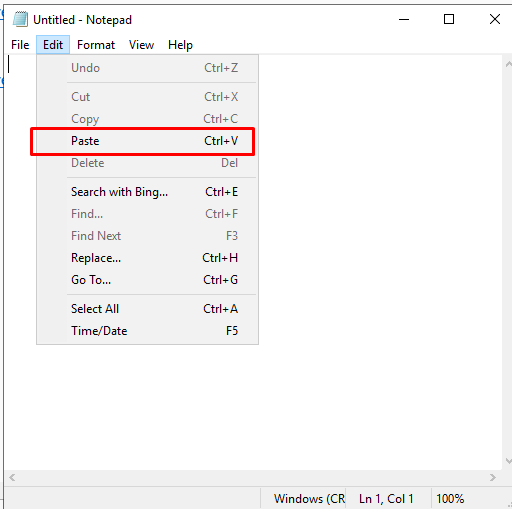 Untitled - Notepad
File Edit Format View Help
Undo Ctrl+Z
Cut Ctrl+X
Copy Ctrl+C
Paste Ctrl+V
Delete Del
Search with Bing... Ctrl+E
Find... Ctrl+F
Find Next F3
Replace... Ctrl+H
Go To... Ctrl+G
Select All Ctrl+A
Time/Date F5
Windows (CR Ln 1, Col 1 100%